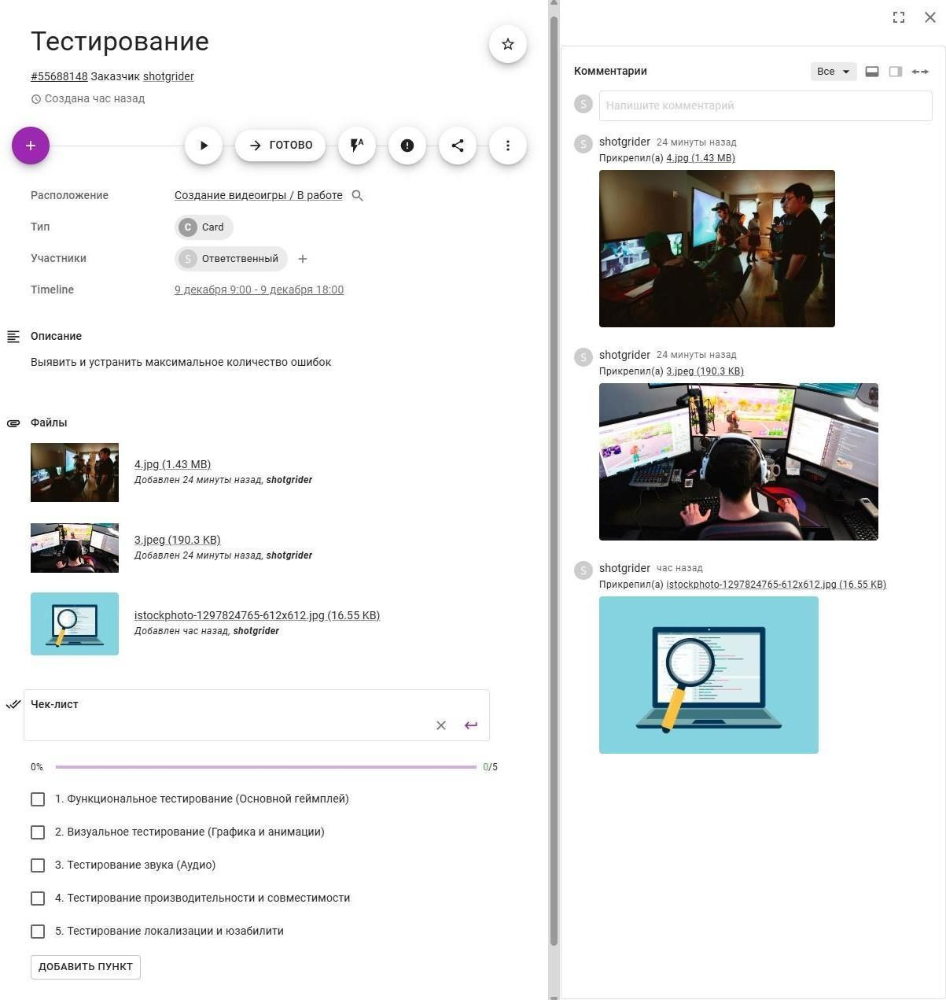 Тестирование
#55688148 Заказчик shotgrider
Создана час назад
ГОТОВО
Расположение
Создание видеоигры / В работе
Тип
C Card
Участники
S Ответственный
Timeline
9 декабря 9:00 - 9 декабря 18:00
Описание
Выявить и устранить максимальное количество ошибок
Файлы
4.jpg (1.43 MB)
Добавлен 24 минуты назад, shotgrider
3.jpeg (190.3 KB)
Добавлен 24 минуты назад, shotgrider
istockphoto-1297824765-612x612.jpg (16.55 KB)
Добавлен час назад, shotgrider
Чек-лист
0% 0/5
1. Функциональное тестирование (Основной геймплей)
2. Визуальное тестирование (Графика и анимации)
3. Тестирование звука (Аудио)
4. Тестирование производительности и совместимости
5. Тестирование локализации и юзабилити
ДОБАВИТЬ ПУНКТ
Комментарии
Все
S Напишите комментарий
S shotgrider 24 минуты назад
Прикрепил(а) 4.jpg (1.43 MB)
S shotgrider 24 минуты назад
Прикрепил(а) 3.jpeg (190.3 KB)
S shotgrider час назад
Прикрепил(а) istockphoto-1297824765-612x612.jpg (16.55 KB)